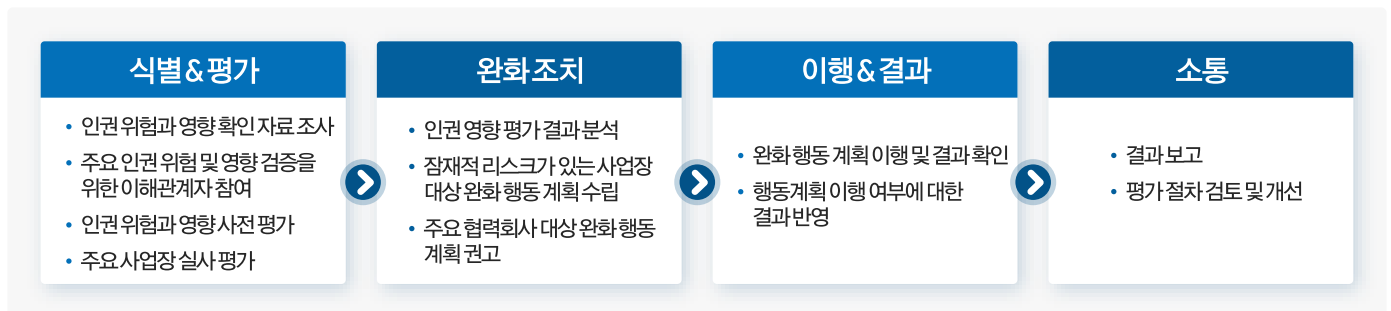 식별 & 평가
• 인권 위험과 영향 확인 자료 조사
• 주요 인권 위험 및 영향 검증을
위한 이해관계자 참여
• 인권 위험과 영향 사전 평가
• 주요 사업장 실사 평가
완화 조치
• 인권 영향 평가 결과 분석
• 잠재적 리스크가 있는 사업장
대상 완화 행동 계획 수립
• 주요 협력회사 대상 완화 행동
계획 권고
이행 & 결과
• 완화 행동 계획 이행 및 결과 확인
• 행동계획 이행 여부에 대한
결과 반영
소통
• 결과 보고
• 평가 절차 검토 및 개선